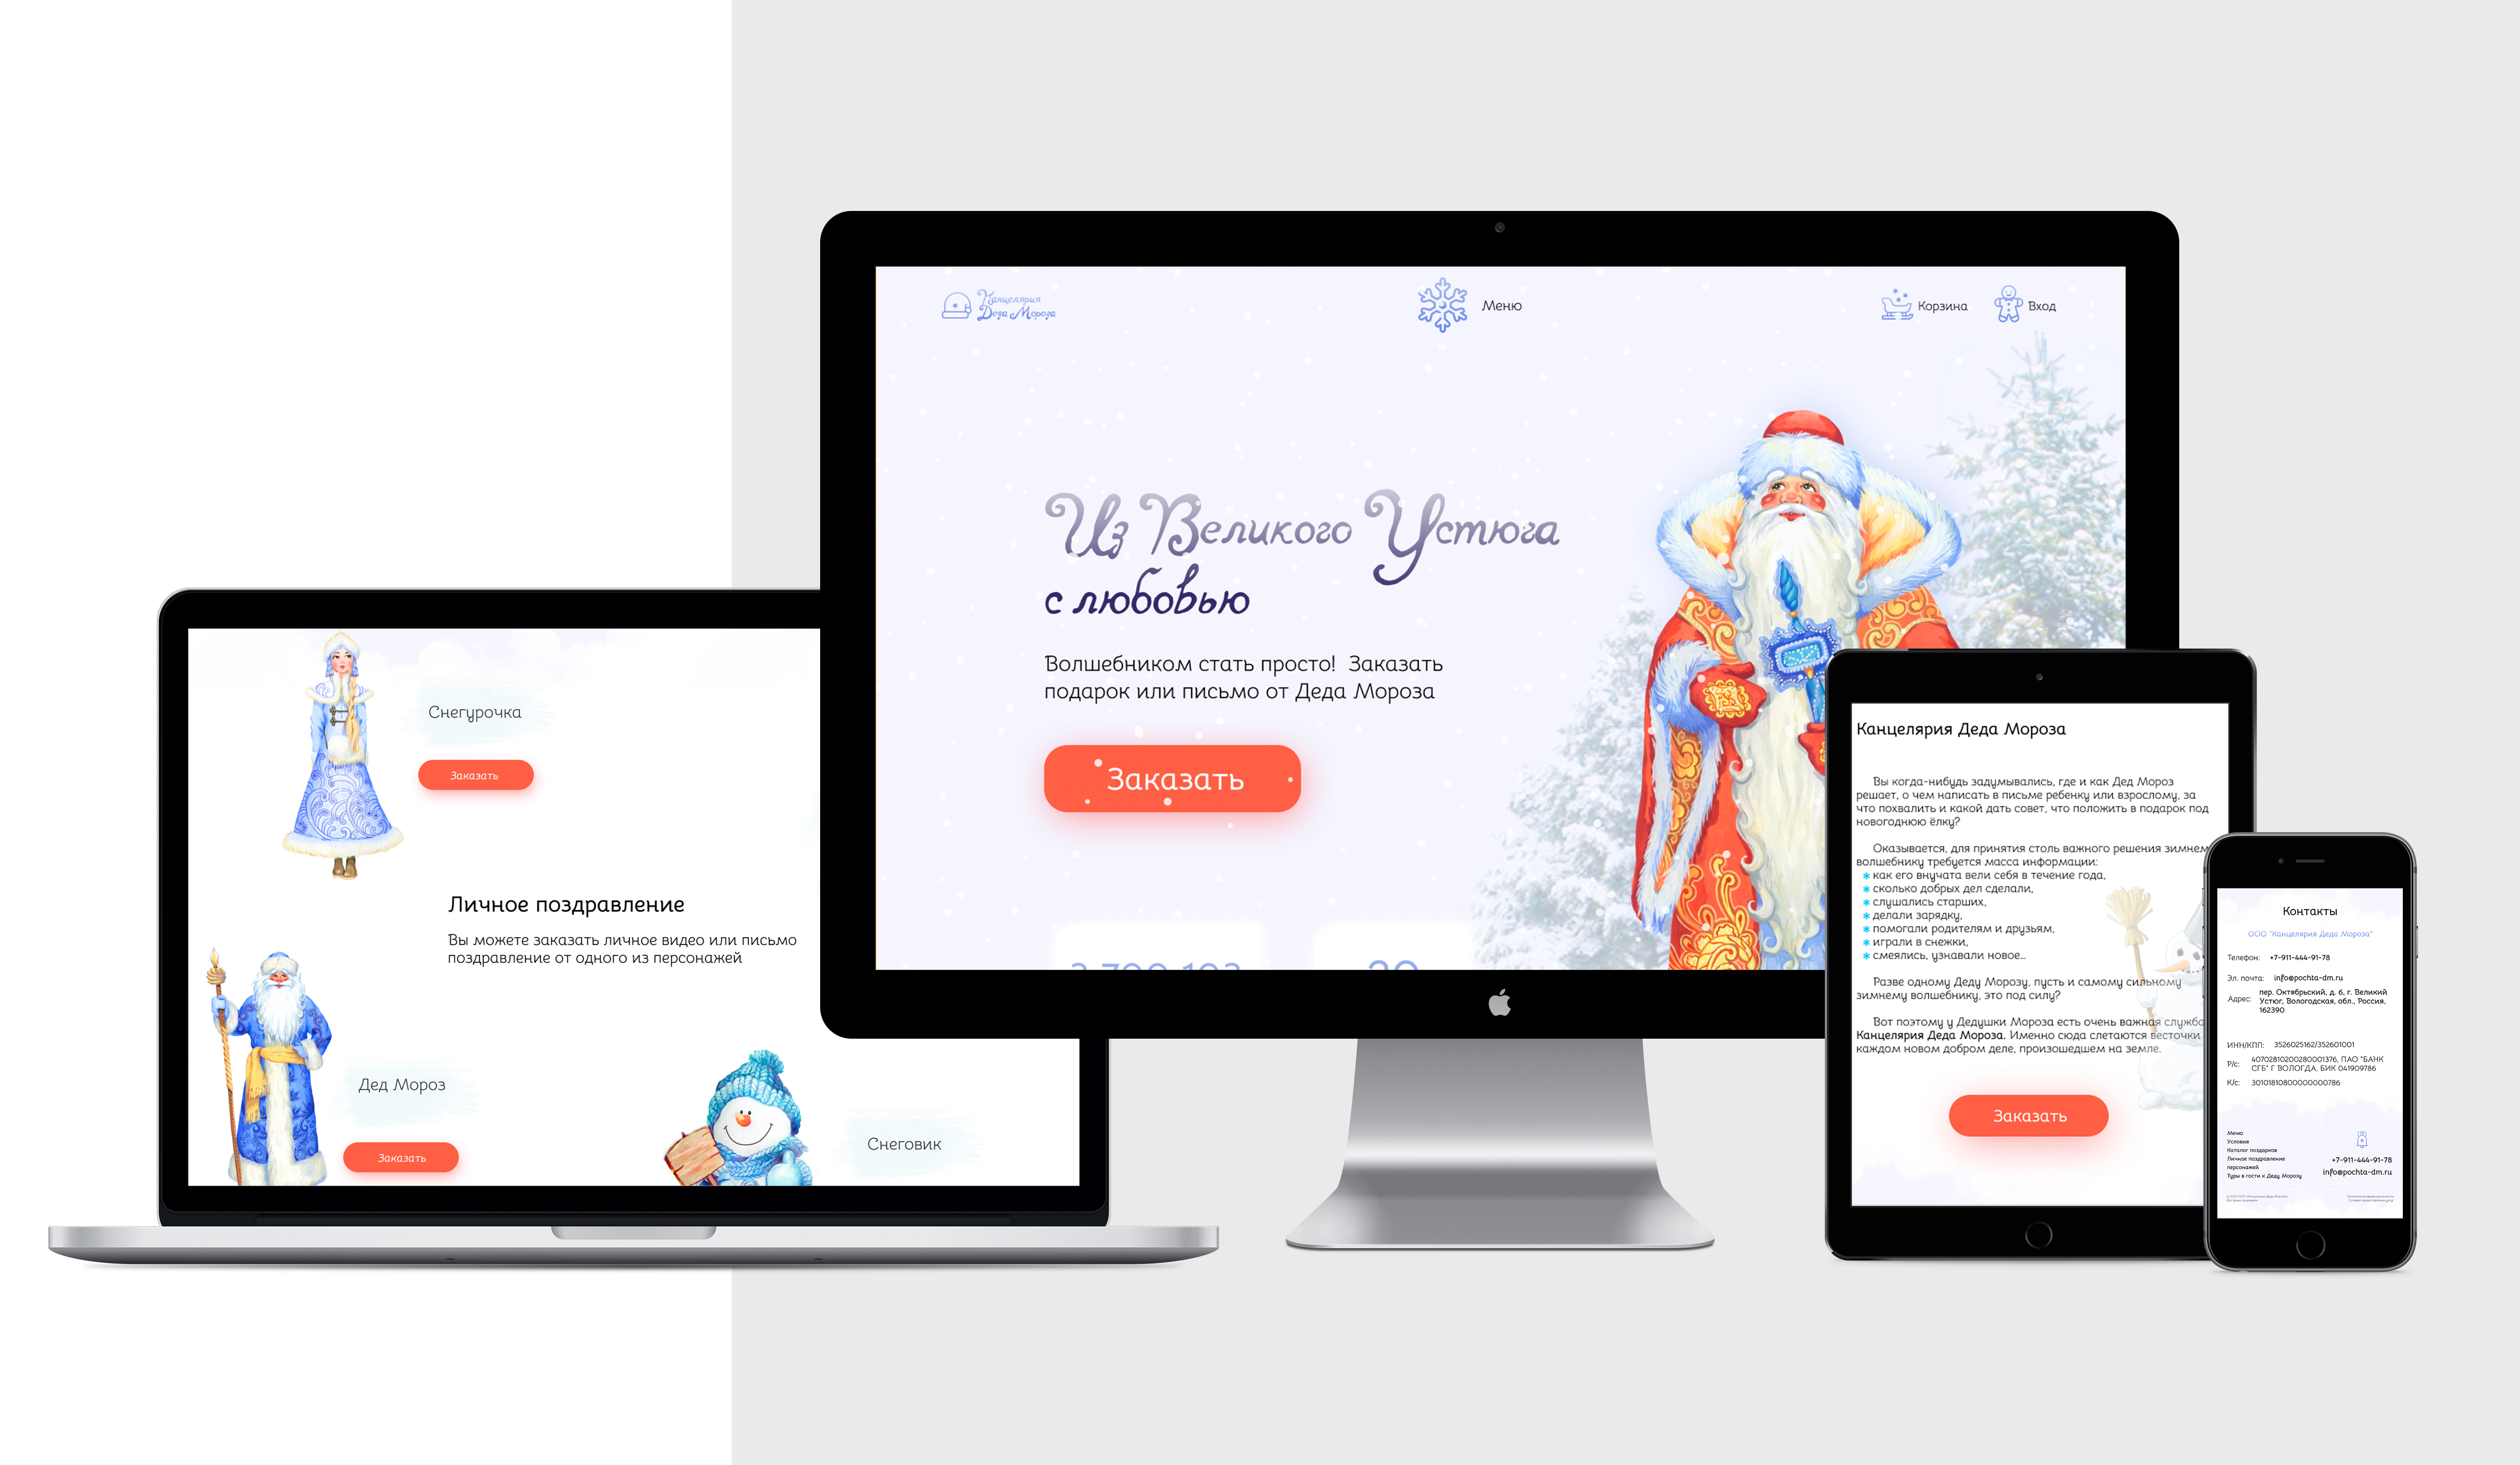 Канцелярия
Деда Мороза
Меню
Корзина
Вход
Из Великого Устюга
с любовью
Волшебником стать просто! Заказать
подарок или письмо от Деда Мороза
Заказать
Снегурочка
Заказать
Личное поздравление
Вы можете заказать личное видео или письмо
поздравление от одного из персонажей
Дед Мороз
Заказать
Снеговик
Канцелярия Деда Мороза
Вы когда-нибудь задумывались, где и как Дед Мороз
решает, о чем написать в письме ребенку или взрослому, за
что похвалить и какой дать совет, что положить в подарок под
новогоднюю ёлку?
Оказывается, для принятия столь важного решения зимнем
волшебнику требуется масса информации:
как его внучата вели себя в течение года,
сколько добрых дел сделали,
слушались старших,
делали зарядку,
помогали родителям и друзьям,
играли в снежки,
смеялись, узнавали новое...
Разве одному Деду Морозу, пусть и самому сильному
зимнему волшебнику, это под силу?
Вот поэтому у Дедушки Мороза есть очень важная служба
Канцелярия Деда Мороза. Именно сюда слетаются весточки
каждом новом добром деле, произошедшем на земле.
Заказать
Контакты
ООО "Канцелярия Деда Мороза"
Телефон: +7-911-444-91-78
Эл. почта: info@pochta-dm.ru
Адрес: пер. Октябрьский, д. 6, г. Великий
Устюг, Вологодская, обл., Россия,
162390
ИНН/КПП: 3526025162/352601001
Р/с: 40702810200280001376, ПАО "БАНК
СГБ" Г ВОЛОГДА, БИК 041909786
К/с: 30101810800000000786
Меню
Условия
Каталог подарков
Личное поздравление
персонажей
Туры в гости к Деду Морозу
+7-911-444-91-78
info@pochta-dm.ru